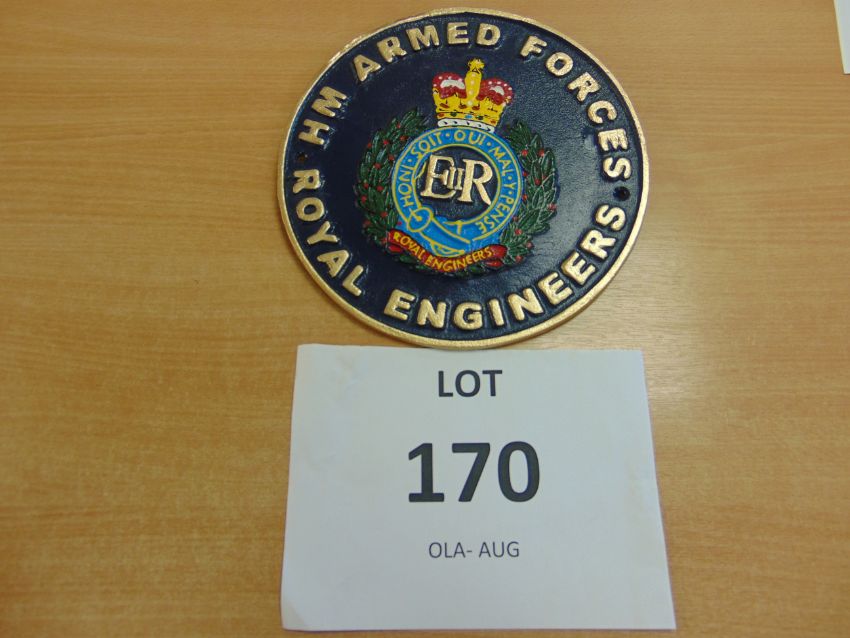 HM ARMED FORCES
HONI · SOIT · QUI · MAL · Y · PENSE
EIIR
ROYAL ENGINEERS
· ROYAL ENGINEERS ·
LOT
170
OLA- AUG